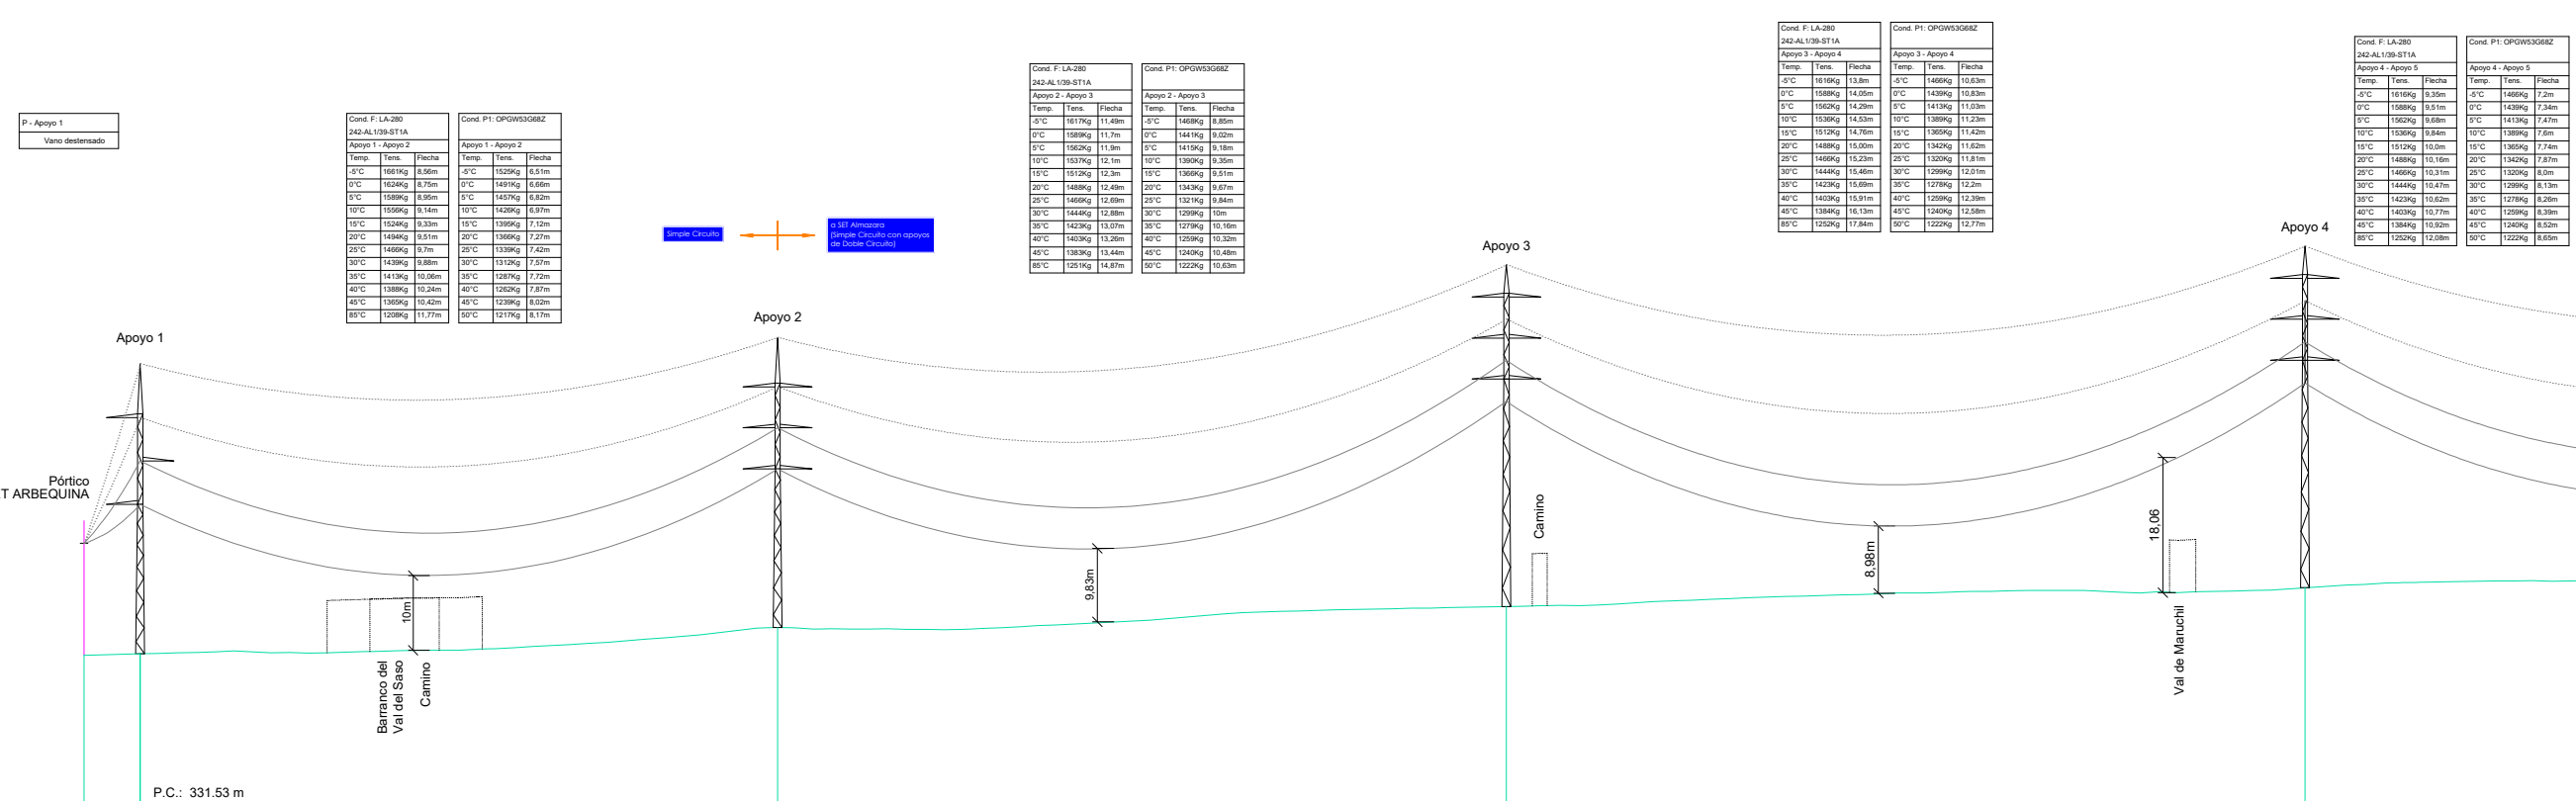 P - Apoyo 1
Vano destensado
Cond. F: LA-280
242-AL1/39-ST1A
Apoyo 1 - Apoyo 2
Temp. Tens. Flecha
-5°C 1661Kg 8,56m
0°C 1624Kg 8,75m
5°C 1589Kg 8,95m
10°C 1556Kg 9,14m
15°C 1524Kg 9,33m
20°C 1494Kg 9,51m
25°C 1466Kg 9,7m
30°C 1439Kg 9,88m
35°C 1413Kg 10,06m
40°C 1388Kg 10,24m
45°C 1365Kg 10,42m
85°C 1208Kg 11,77m
Cond. P1: OPGW53G68Z
Apoyo 1 - Apoyo 2
Temp. Tens. Flecha
-5°C 1525Kg 6,51m
0°C 1491Kg 6,66m
5°C 1457Kg 6,82m
10°C 1426Kg 6,97m
15°C 1395Kg 7,12m
20°C 1366Kg 7,27m
25°C 1339Kg 7,42m
30°C 1312Kg 7,57m
35°C 1287Kg 7,72m
40°C 1262Kg 7,87m
45°C 1239Kg 8,02m
50°C 1217Kg 8,17m
Simple Circuito
a SET Almazara
(Simple Circuito con apoyos
de Doble Circuito)
Cond. F: LA-280
242-AL1/39-ST1A
Apoyo 2 - Apoyo 3
Temp. Tens. Flecha
-5°C 1617Kg 11,49m
0°C 1589Kg 11,7m
5°C 1562Kg 11,9m
10°C 1537Kg 12,1m
15°C 1512Kg 12,3m
20°C 1488Kg 12,49m
25°C 1466Kg 12,69m
30°C 1444Kg 12,88m
35°C 1423Kg 13,07m
40°C 1403Kg 13,26m
45°C 1383Kg 13,44m
85°C 1251Kg 14,87m
Cond. P1: OPGW53G68Z
Apoyo 2 - Apoyo 3
Temp. Tens. Flecha
-5°C 1468Kg 8,85m
0°C 1441Kg 9,02m
5°C 1415Kg 9,18m
10°C 1390Kg 9,35m
15°C 1366Kg 9,51m
20°C 1343Kg 9,67m
25°C 1321Kg 9,84m
30°C 1299Kg 10m
35°C 1279Kg 10,16m
40°C 1259Kg 10,32m
45°C 1240Kg 10,48m
50°C 1222Kg 10,63m
Cond. F: LA-280
242-AL1/39-ST1A
Apoyo 3 - Apoyo 4
Temp. Tens. Flecha
-5°C 1616Kg 13,8m
0°C 1588Kg 14,05m
5°C 1562Kg 14,29m
10°C 1536Kg 14,53m
15°C 1512Kg 14,76m
20°C 1488Kg 15,00m
25°C 1466Kg 15,23m
30°C 1444Kg 15,46m
35°C 1423Kg 15,69m
40°C 1403Kg 15,91m
45°C 1384Kg 16,13m
85°C 1252Kg 17,84m
Cond. P1: OPGW53G68Z
Apoyo 3 - Apoyo 4
Temp. Tens. Flecha
-5°C 1466Kg 10,63m
0°C 1439Kg 10,83m
5°C 1413Kg 11,03m
10°C 1389Kg 11,23m
15°C 1365Kg 11,42m
20°C 1342Kg 11,62m
25°C 1320Kg 11,81m
30°C 1299Kg 12,01m
35°C 1278Kg 12,2m
40°C 1259Kg 12,39m
45°C 1240Kg 12,58m
50°C 1222Kg 12,77m
Cond. F: LA-280
242-AL1/39-ST1A
Apoyo 4 - Apoyo 5
Temp. Tens. Flecha
-5°C 1616Kg 9,35m
0°C 1588Kg 9,51m
5°C 1562Kg 9,68m
10°C 1536Kg 9,84m
15°C 1512Kg 10,0m
20°C 1488Kg 10,16m
25°C 1466Kg 10,31m
30°C 1444Kg 10,47m
35°C 1423Kg 10,62m
40°C 1403Kg 10,77m
45°C 1384Kg 10,92m
85°C 1252Kg 12,08m
Cond. P1: OPGW53G68Z
Apoyo 4 - Apoyo 5
Temp. Tens. Flecha
-5°C 1466Kg 7,2m
0°C 1439Kg 7,34m
5°C 1413Kg 7,47m
10°C 1389Kg 7,6m
15°C 1365Kg 7,74m
20°C 1342Kg 7,87m
25°C 1320Kg 8,0m
30°C 1299Kg 8,13m
35°C 1278Kg 8,26m
40°C 1259Kg 8,39m
45°C 1240Kg 8,52m
50°C 1222Kg 8,65m
Apoyo 1
Apoyo 2
Apoyo 3
Apoyo 4
Pórtico
T ARBEQUINA
10m
Barranco del
Val del Saso
Camino
9,83m
Camino
8,98m
18,06
Val de Maruchil
P.C.: 331.53 m